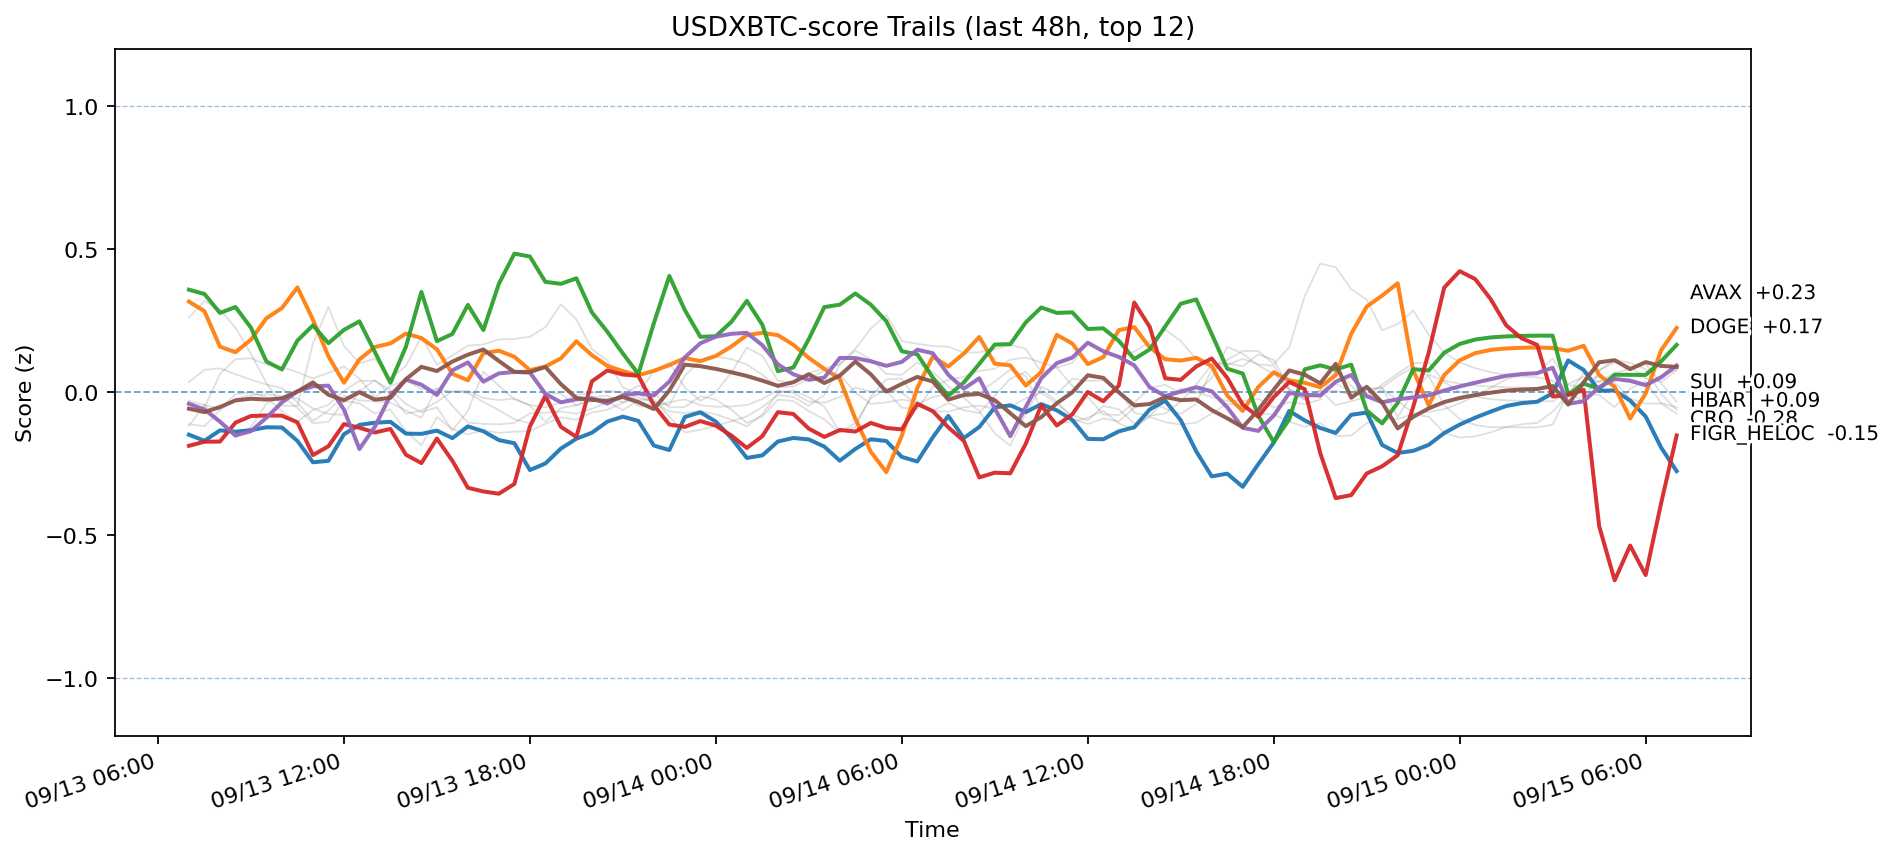 USDXBTC-score Trails (last 48h, top 12)
Score (z)
1.0
0.5
0.0
−0.5
−1.0
AVAX +0.23
DOGE +0.17
SUI +0.09
HBAR +0.09
CRO -0.28
FIGR_HELOC -0.15
09/13 06:00
09/13 12:00
09/13 18:00
09/14 00:00
09/14 06:00
09/14 12:00
09/14 18:00
09/15 00:00
09/15 06:00
Time